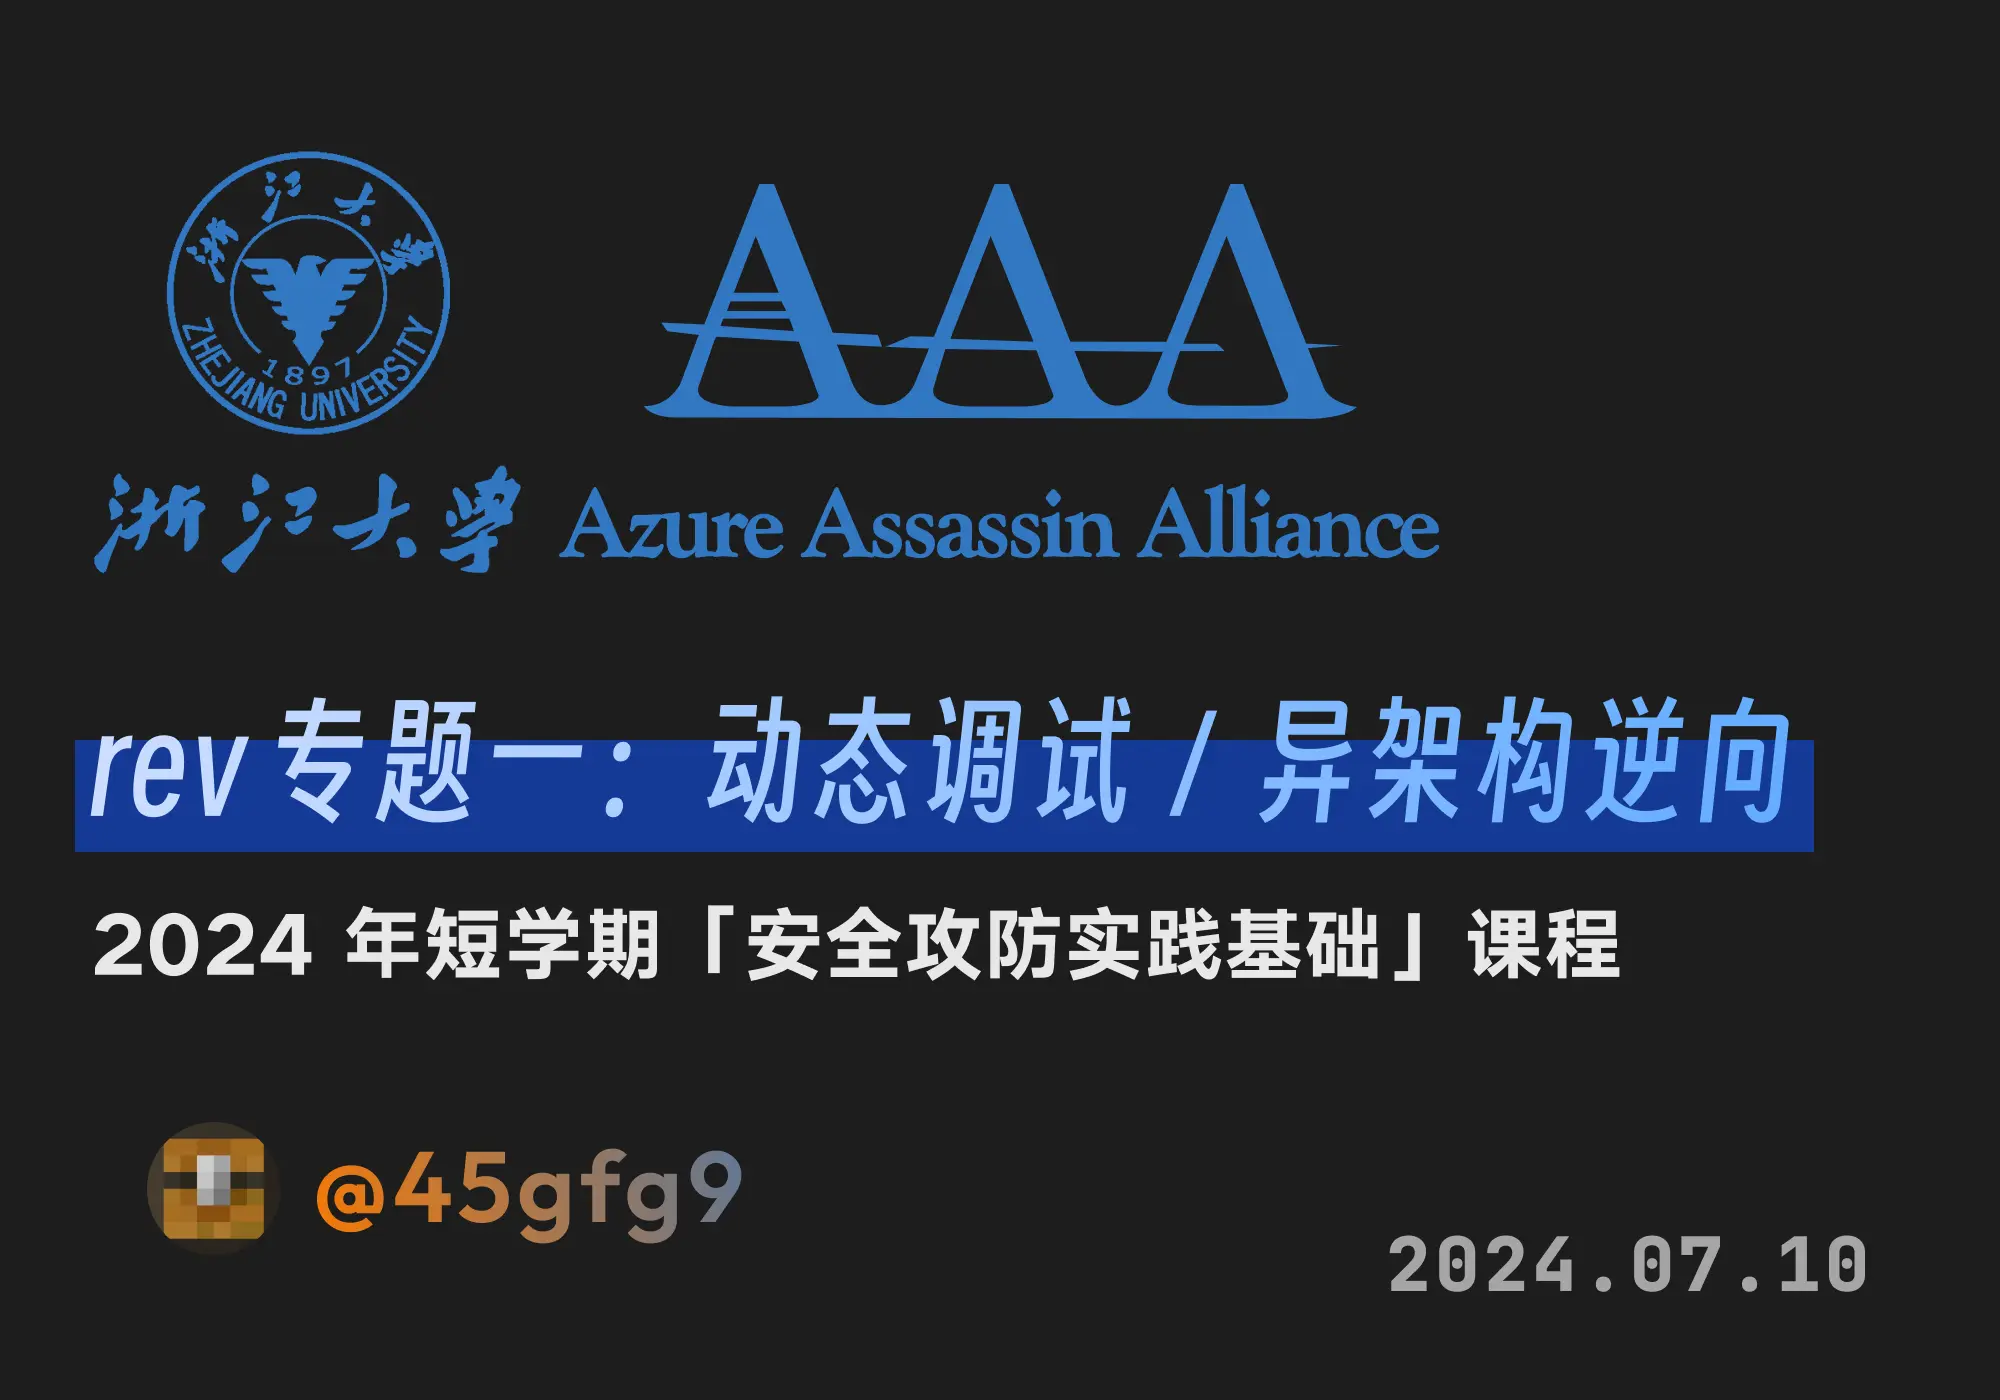 浙江大學
ZHEJIANG UNIVERSITY
1897
浙江大學
AAA
Azure Assassin Alliance
rev 专题一：动态调试 / 异架构逆向
2024 年短学期「安全攻防实践基础」课程
@45gfg9
2024.07.10